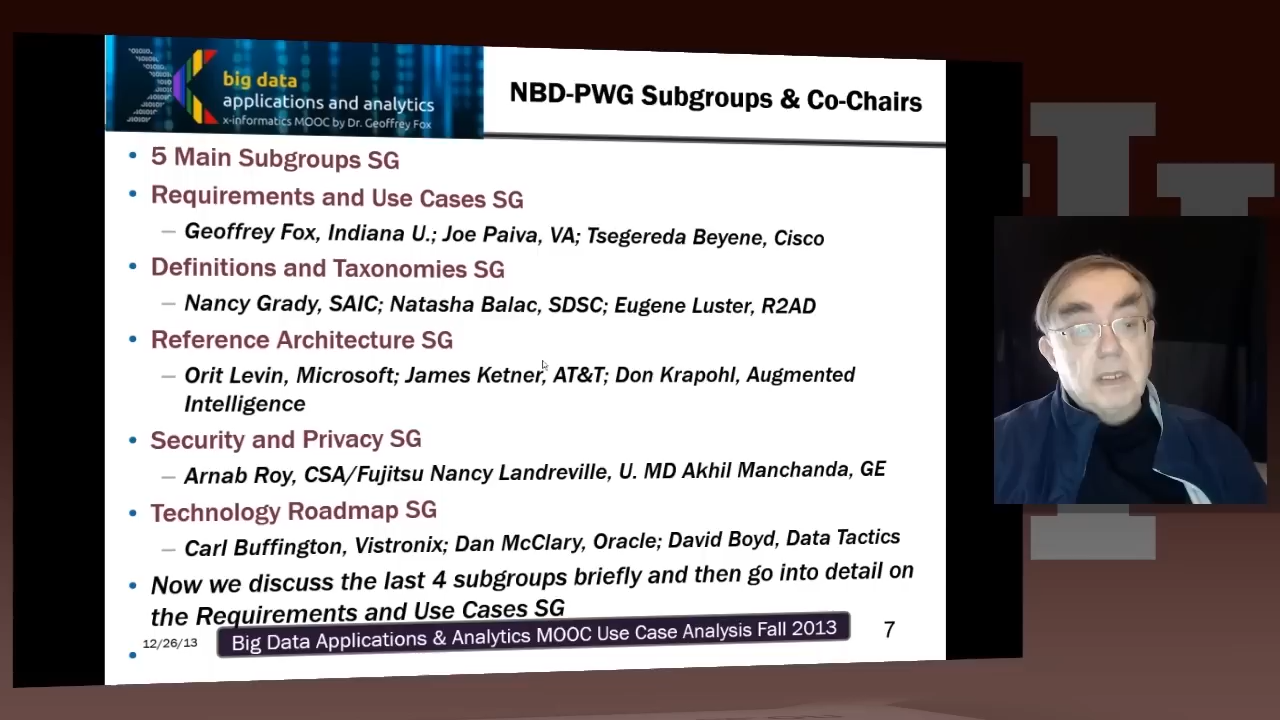 big data
applications and analytics
x-informatics MOOC by Dr. Geoffrey Fox
NBD-PWG Subgroups & Co-Chairs
• 5 Main Subgroups SG
• Requirements and Use Cases SG
– Geoffrey Fox, Indiana U.; Joe Paiva, VA; Tsegereda Beyene, Cisco
• Definitions and Taxonomies SG
– Nancy Grady, SAIC; Natasha Balac, SDSC; Eugene Luster, R2AD
• Reference Architecture SG
– Orit Levin, Microsoft; James Ketner, AT&T; Don Krapohl, Augmented
Intelligence
• Security and Privacy SG
– Arnab Roy, CSA/Fujitsu Nancy Landreville, U. MD Akhil Manchanda, GE
• Technology Roadmap SG
– Carl Buffington, Vistronix; Dan McClary, Oracle; David Boyd, Data Tactics
• Now we discuss the last 4 subgroups briefly and then go into detail on
the Requirements and Use Cases SG
12/26/13
Big Data Applications & Analytics MOOC Use Case Analysis Fall 2013
7